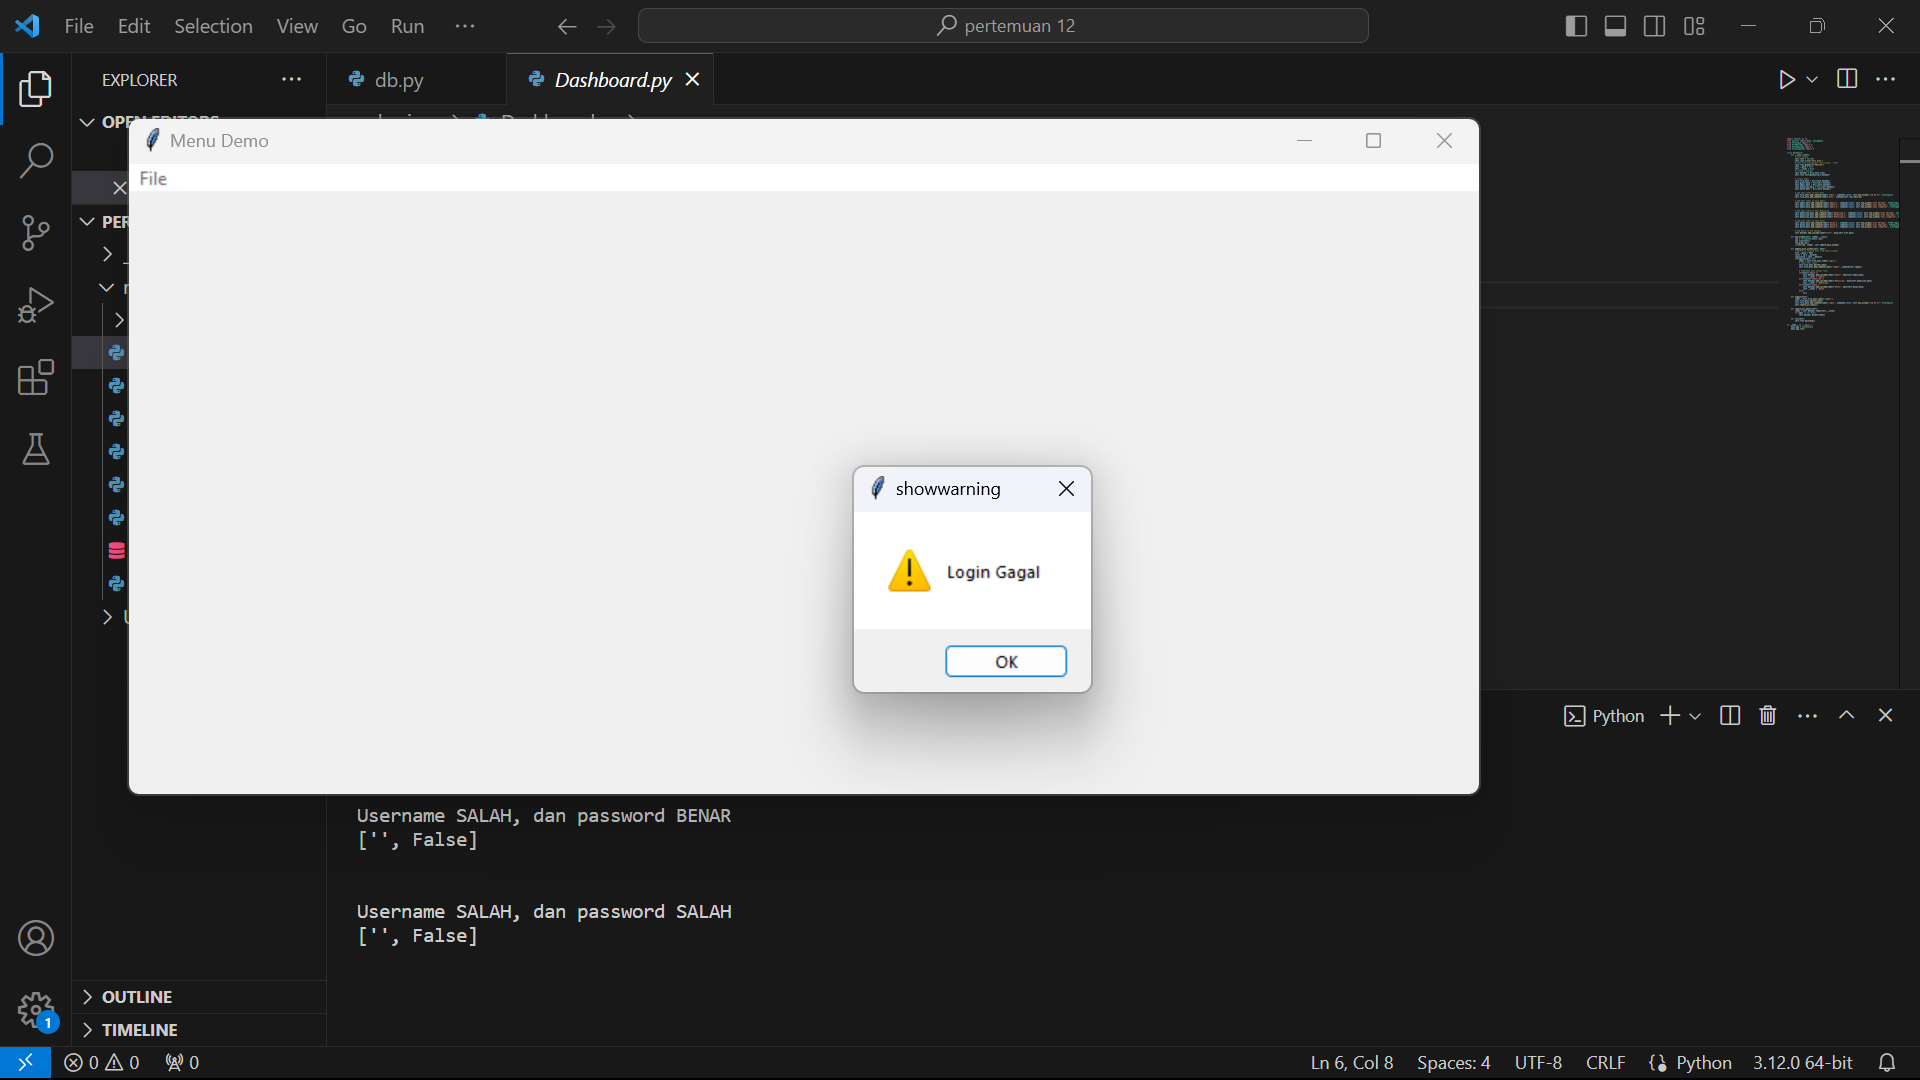 File Edit Selection View Go Run ···
pertemuan 12
EXPLORER ···
db.py
Dashboard.py
OPEN EDITORS
Menu Demo
File
showwarning
Login Gagal
OK
Python
Username SALAH, dan password BENAR
['', False]
Username SALAH, dan password SALAH
['', False]
OUTLINE
TIMELINE
1
0 0 0
Ln 6, Col 8 Spaces: 4 UTF-8 CRLF Python 3.12.0 64-bit